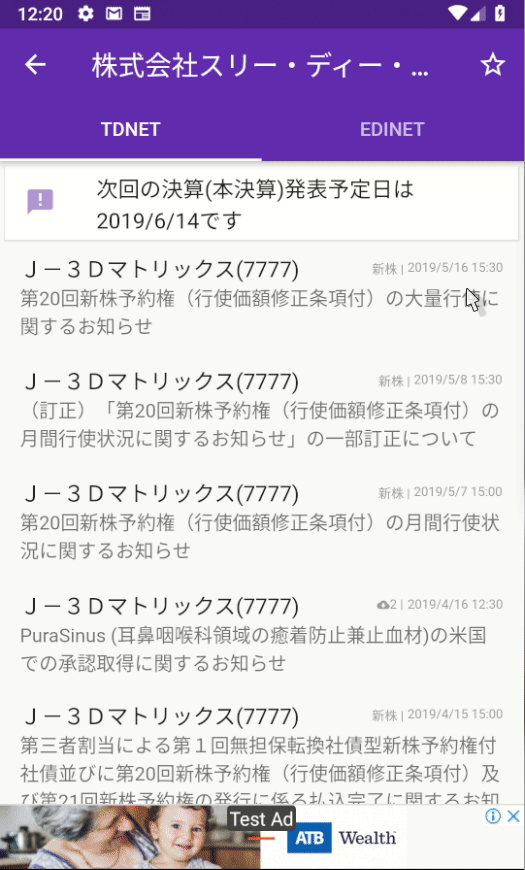 12:20
株式会社スリー・ディー・...
TDNET
EDINET
次回の決算(本決算)発表予定日は
2019/6/14です
Ｊ－３Ｄマトリックス(7777)
新株 | 2019/5/16 15:30
第20回新株予約権（行使価額修正条項付）の大量行使に
関するお知らせ
Ｊ－３Ｄマトリックス(7777)
新株 | 2019/5/8 15:30
（訂正）「第20回新株予約権（行使価額修正条項付）の
月間行使状況に関するお知らせ」の一部訂正について
Ｊ－３Ｄマトリックス(7777)
新株 | 2019/5/7 15:00
第20回新株予約権（行使価額修正条項付）の月間行使状
況に関するお知らせ
Ｊ－３Ｄマトリックス(7777)
2 | 2019/4/16 12:30
PuraSinus (耳鼻咽喉科領域の癒着防止兼止血材)の米国
での承認取得に関するお知らせ
Ｊ－３Ｄマトリックス(7777)
新株 | 2019/4/15 15:00
第三者割当による第１回無担保転換社債型新株予約権付
社債並びに第20回新株予約権（行使価額修正条項付）及
び第21回新株予約権の発行に係る払込完了に関するお知
Test Ad
ATB Wealth